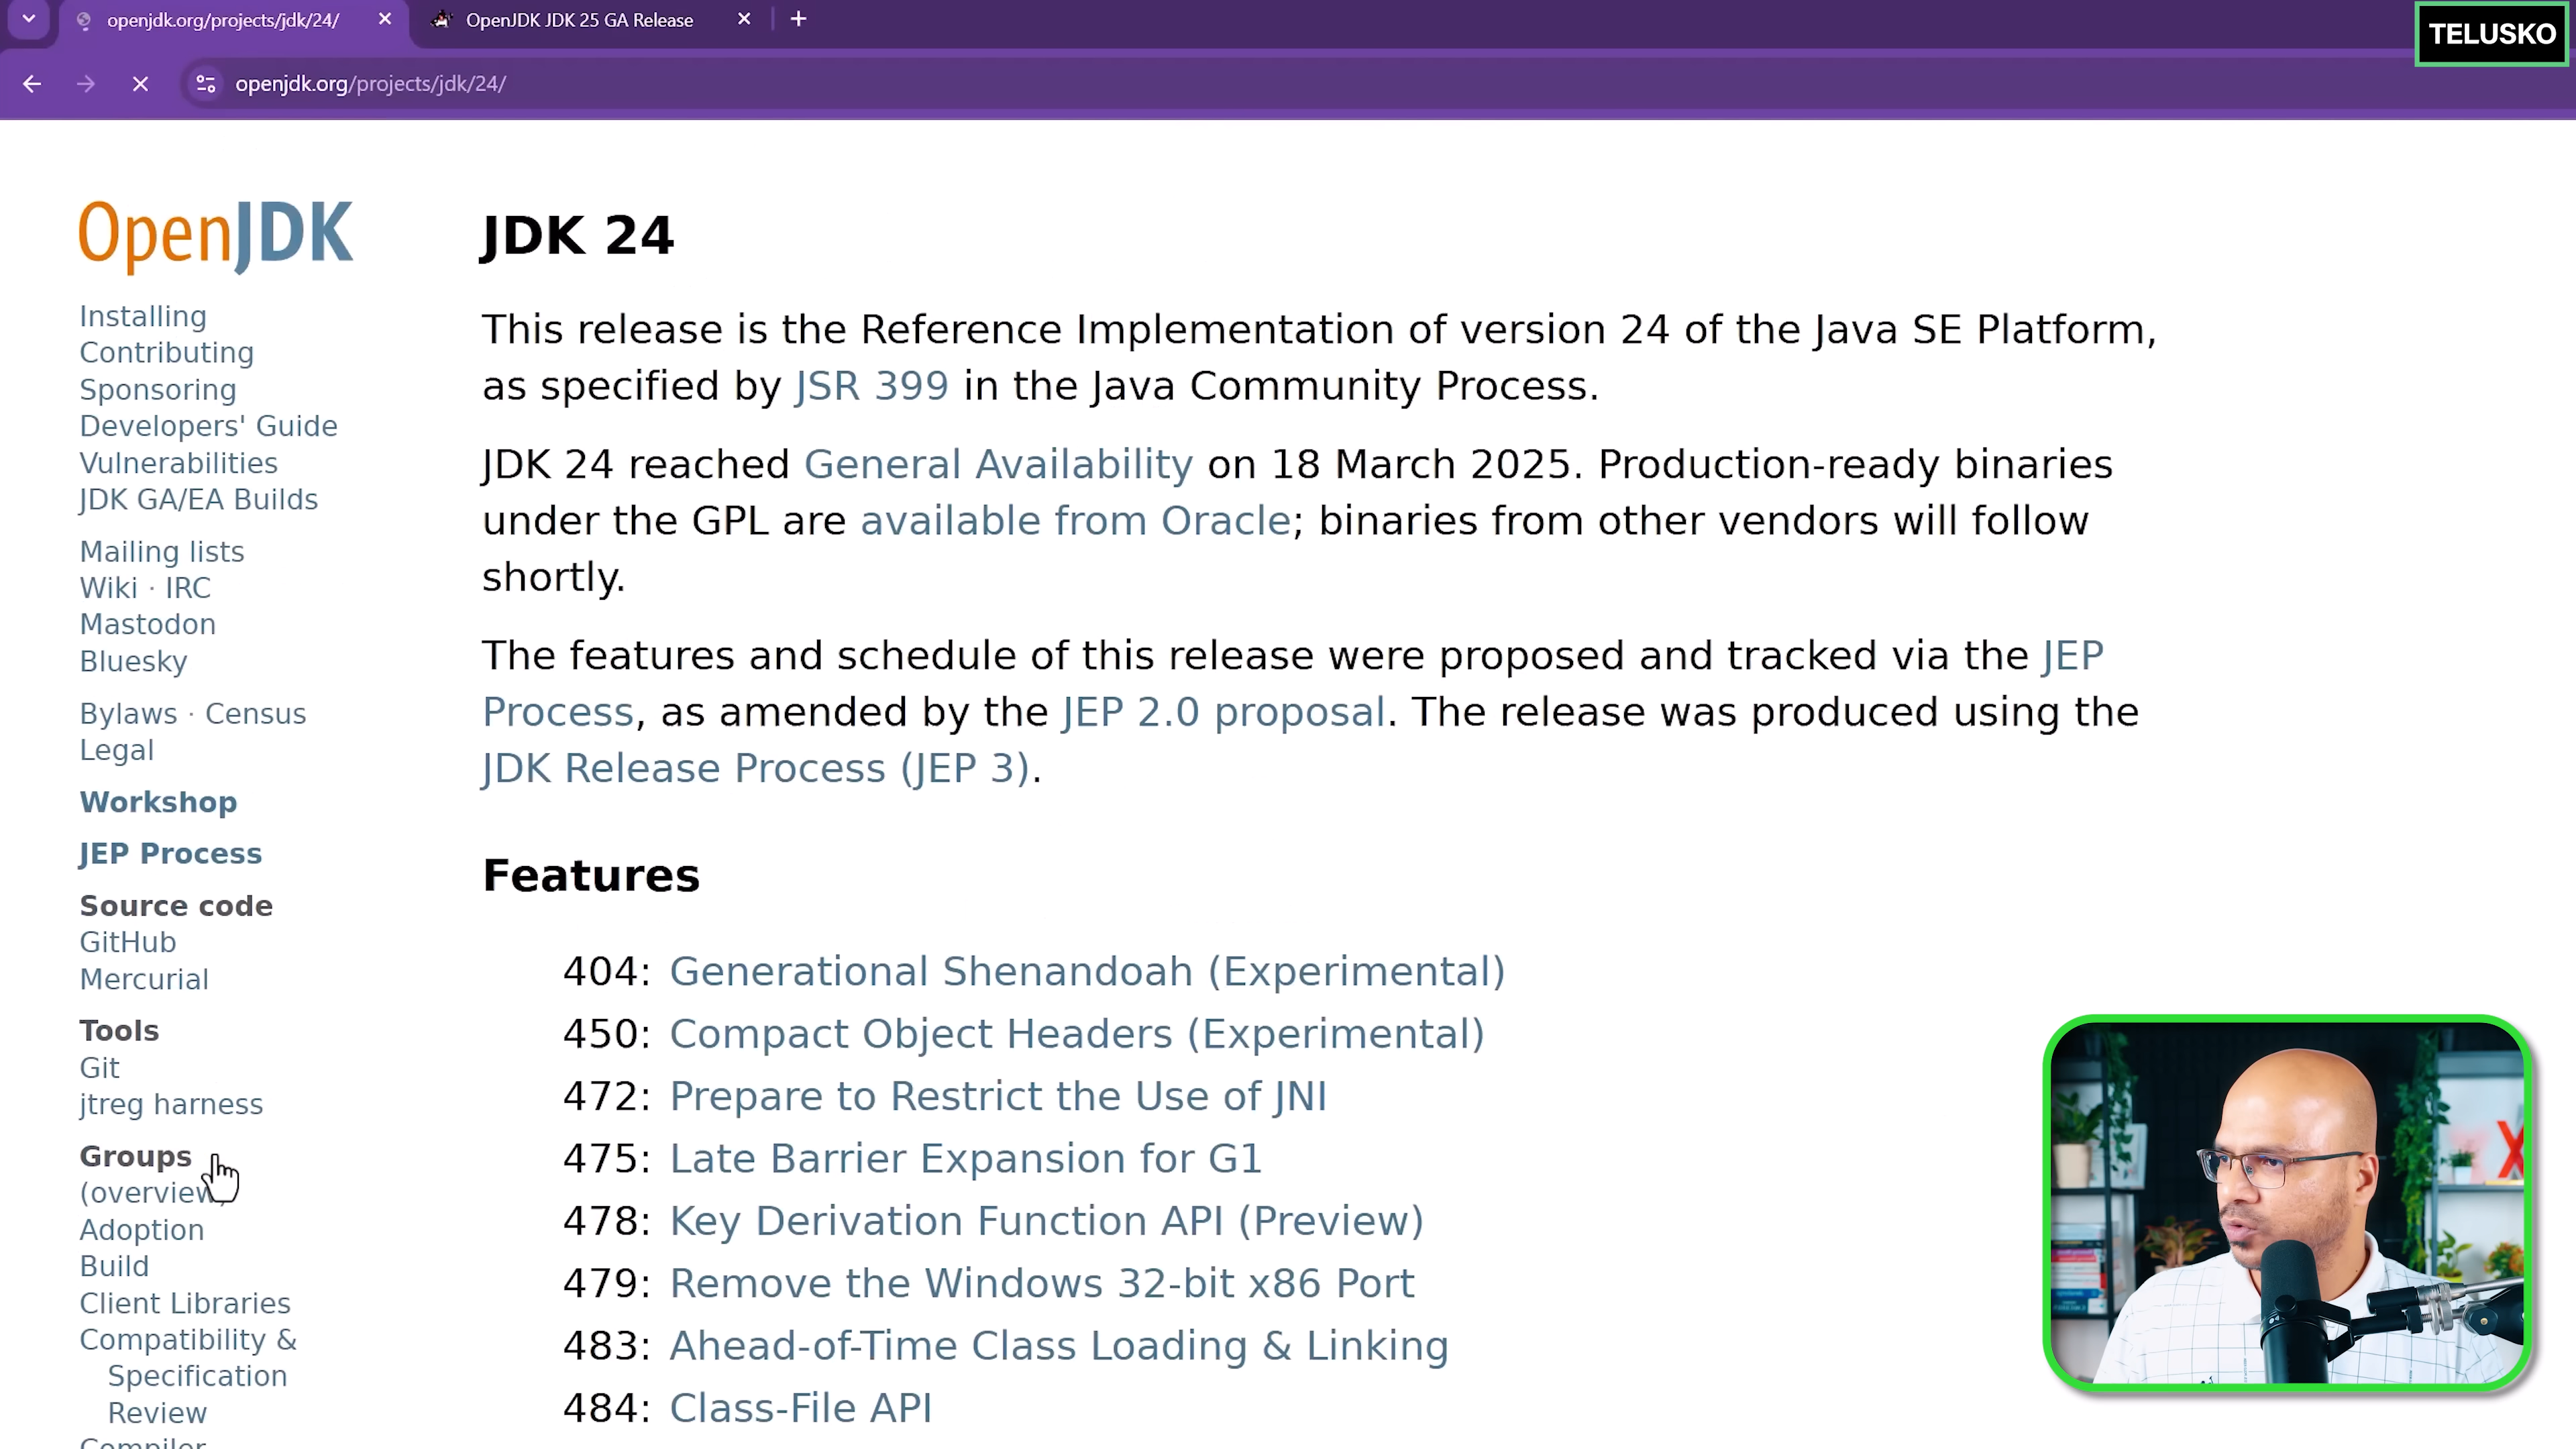 openjdk.org/projects/jdk/24/
OpenJDK JDK 25 GA Release
TELUSKO
openjdk.org/projects/jdk/24/
OpenJDK
Installing
Contributing
Sponsoring
Developers' Guide
Vulnerabilities
JDK GA/EA Builds
Mailing lists
Wiki · IRC
Mastodon
Bluesky
Bylaws · Census
Legal
Workshop
JEP Process
Source code
GitHub
Mercurial
Tools
Git
jtreg harness
Groups
(overview)
Adoption
Build
Client Libraries
Compatibility &
Specification
Review
Compiler
JDK 24
This release is the Reference Implementation of version 24 of the Java SE Platform,
as specified by JSR 399 in the Java Community Process.
JDK 24 reached General Availability on 18 March 2025. Production-ready binaries
under the GPL are available from Oracle; binaries from other vendors will follow
shortly.
The features and schedule of this release were proposed and tracked via the JEP
Process, as amended by the JEP 2.0 proposal. The release was produced using the
JDK Release Process (JEP 3).
Features
404: Generational Shenandoah (Experimental)
450: Compact Object Headers (Experimental)
472: Prepare to Restrict the Use of JNI
475: Late Barrier Expansion for G1
478: Key Derivation Function API (Preview)
479: Remove the Windows 32-bit x86 Port
483: Ahead-of-Time Class Loading & Linking
484: Class-File API